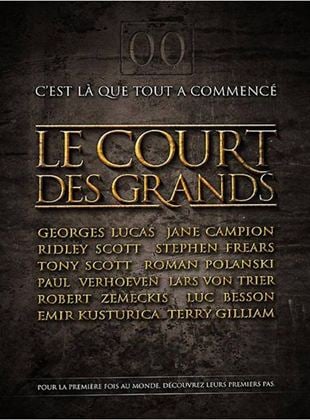 00
C'EST LÀ QUE TOUT A COMMENCÉ
LE COURT
DES GRANDS
GEORGES LUCAS JANE CAMPION
RIDLEY SCOTT STEPHEN FREARS
TONY SCOTT ROMAN POLANSKI
PAUL VERHOEVEN LARS VON TRIER
ROBERT ZEMECKIS LUC BESSON
EMIR KUSTURICA TERRY GILLIAM
POUR LA PREMIÈRE FOIS AU MONDE, DÉCOUVREZ LEURS PREMIERS PAS.